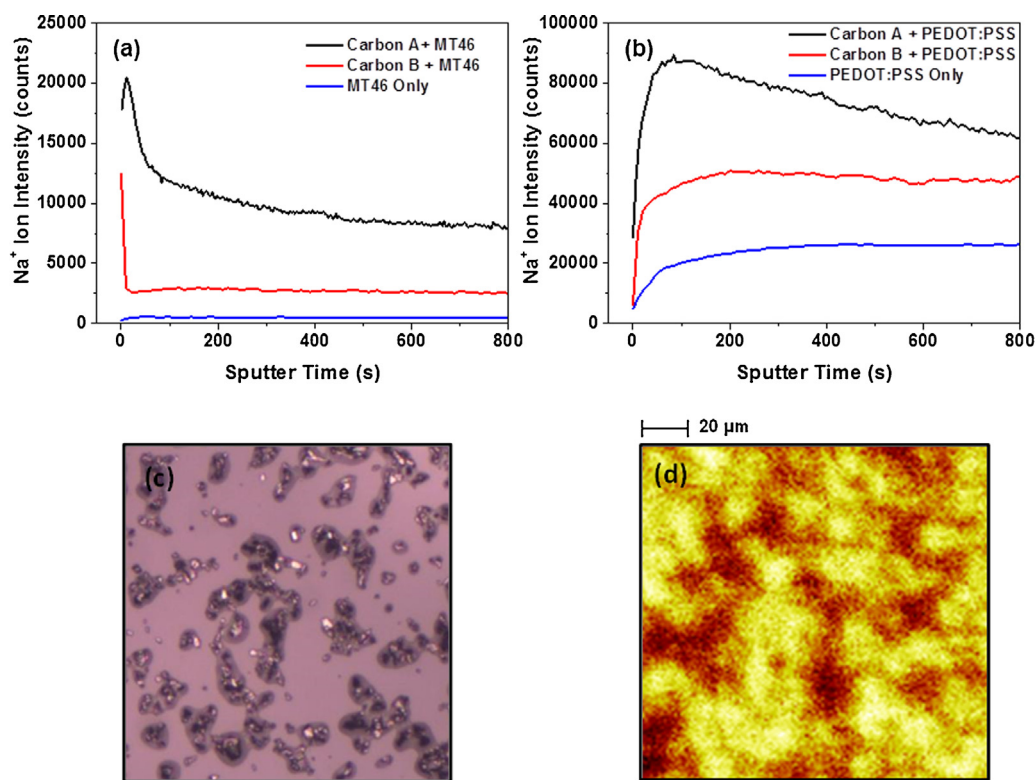 (a)
Carbon A + MT46
Carbon B + MT46
MT46 Only
Na+ Ion Intensity (counts)
25000
20000
15000
10000
5000
0
0 200 400 600 800
Sputter Time (s)
(b)
Carbon A + PEDOT:PSS
Carbon B + PEDOT:PSS
PEDOT:PSS Only
Na+ Ion Intensity (counts)
100000
80000
60000
40000
20000
0
0 200 400 600 800
Sputter Time (s)
(c)
20 µm
(d)